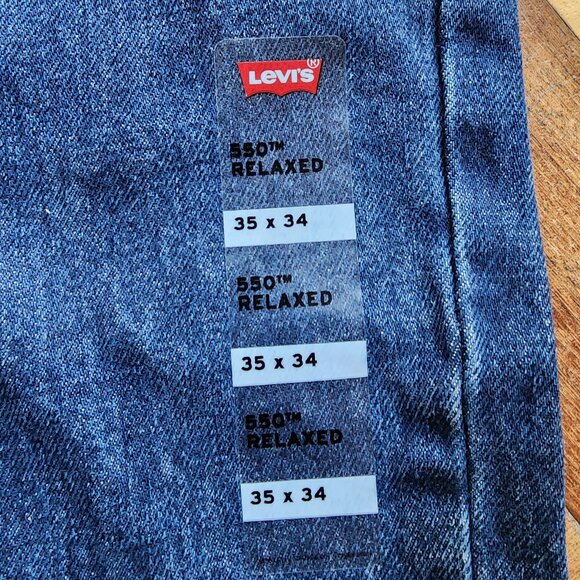 Levi's®
550™
RELAXED
35 x 34
550™
RELAXED
35 x 34
550™
RELAXED
35 x 34